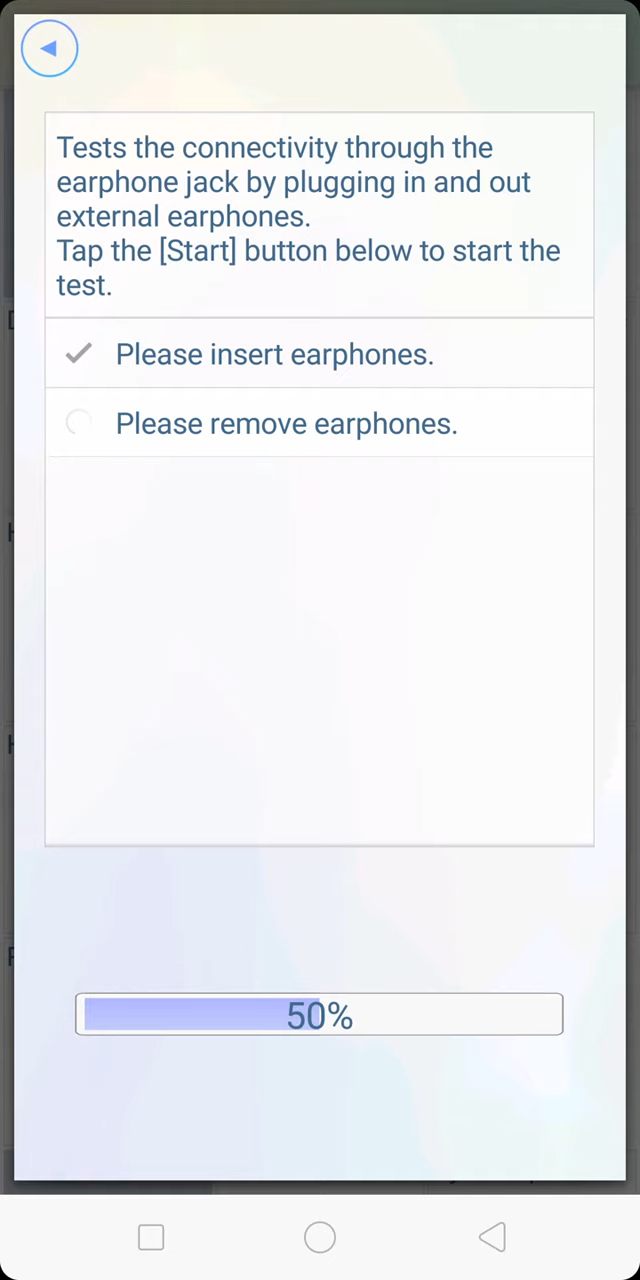 Tests the connectivity through the
earphone jack by plugging in and out
external earphones.
Tap the [Start] button below to start the
test.
Please insert earphones.
Please remove earphones.
50%